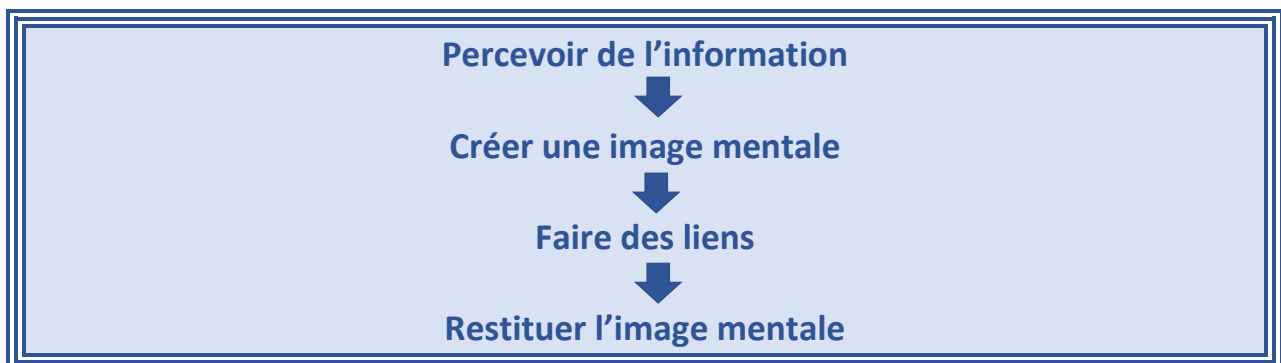 Percevoir de l’information
Créer une image mentale
Faire des liens
Restituer l’image mentale